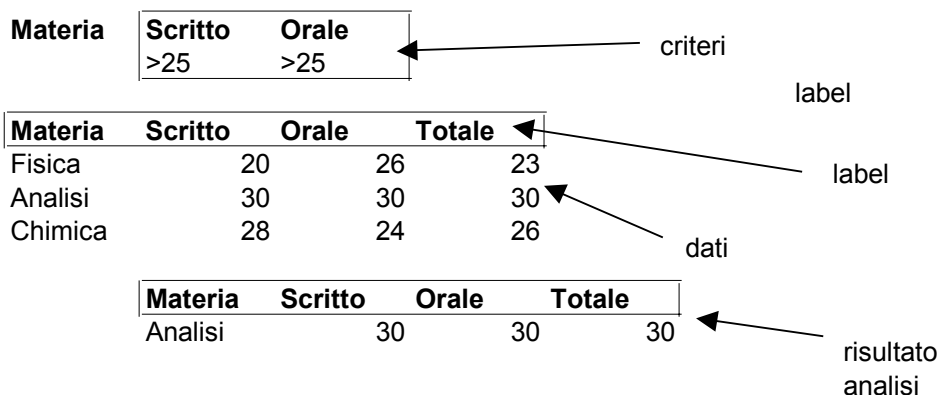 Materia Scritto Orale
>25 >25
criteri
label
Materia Scritto Orale Totale
Fisica 20 26 23
label
Analisi 30 30 30
Chimica 28 24 26
dati
Materia Scritto Orale Totale
Analisi 30 30 30
risultato
analisi